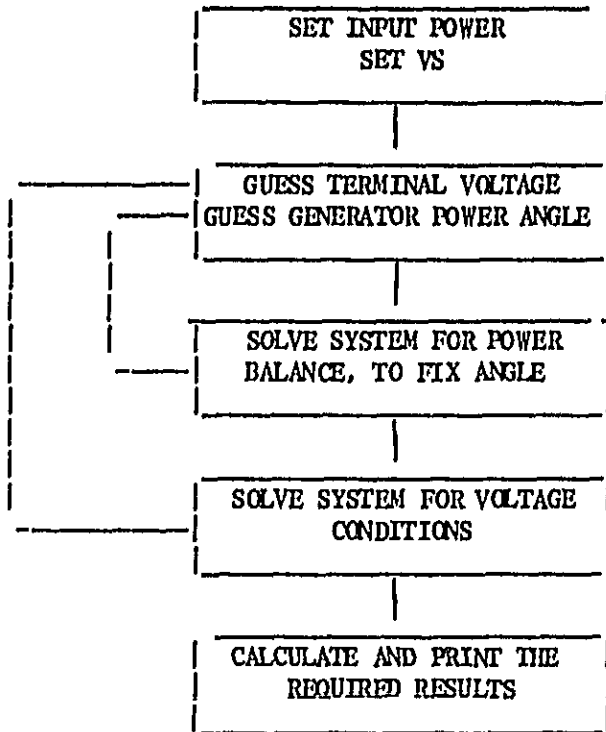 SET INPUT POWER
SET VS
GUESS TERMINAL VOLTAGE
GUESS GENERATOR POWER ANGLE
SOLVE SYSTEM FOR POWER
BALANCE, TO FIX ANGLE
SOLVE SYSTEM FOR VOLTAGE
CONDITIONS
CALCULATE AND PRINT THE
REQUIRED RESULTS